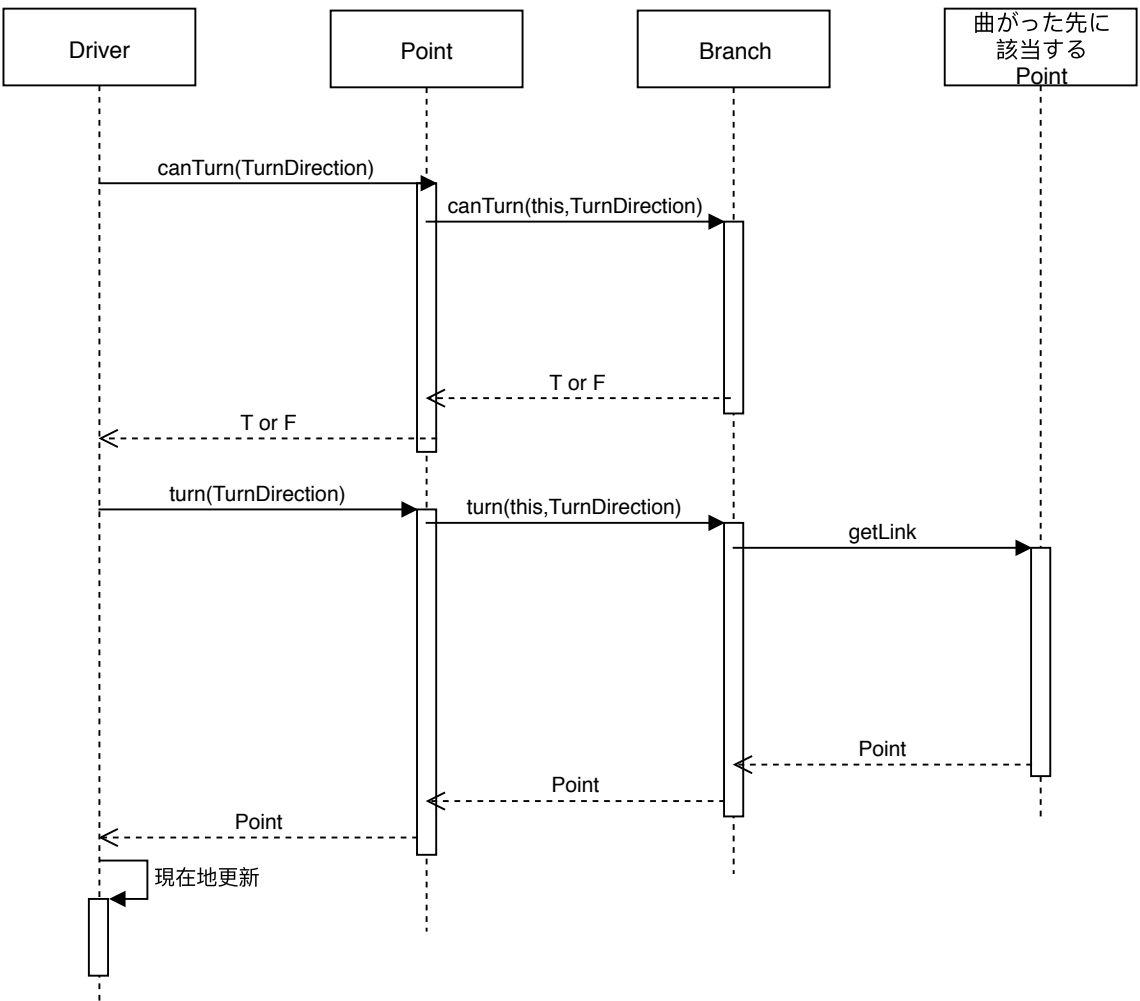 Driver
Point
Branch
曲がった先に
該当する
Point
canTurn(TurnDirection)
canTurn(this,TurnDirection)
T or F
T or F
turn(TurnDirection)
turn(this,TurnDirection)
getLink
Point
Point
Point
現在地更新